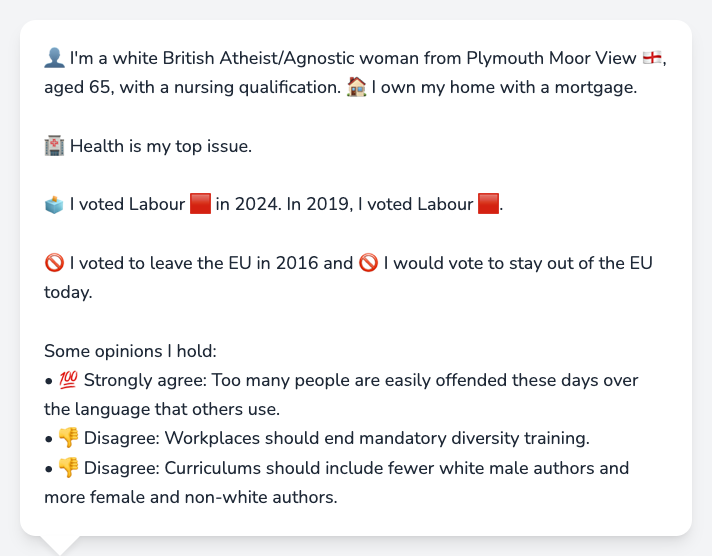 👤 I'm a white British Atheist/Agnostic woman from Plymouth Moor View 🏴󠁧󠁢󠁥󠁮󠁧󠁿,
aged 65, with a nursing qualification. 🏠 I own my home with a mortgage.
🏥 Health is my top issue.
🗳️ I voted Labour 🟥 in 2024. In 2019, I voted Labour 🟥.
🚫 I voted to leave the EU in 2016 and 🚫 I would vote to stay out of the EU
today.
Some opinions I hold:
• 💯 Strongly agree: Too many people are easily offended these days over
the language that others use.
• 👎 Disagree: Workplaces should end mandatory diversity training.
• 👎 Disagree: Curriculums should include fewer white male authors and
more female and non-white authors.